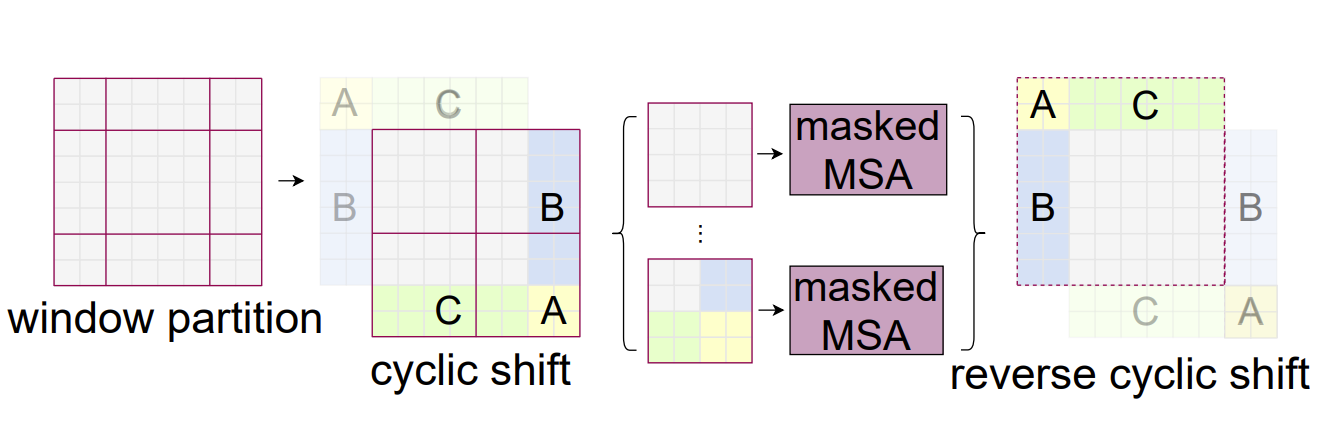 A
C
B
B
C
A
window partition
cyclic shift
masked
MSA
...
masked
MSA
A
C
B
B
C
A
reverse cyclic shift